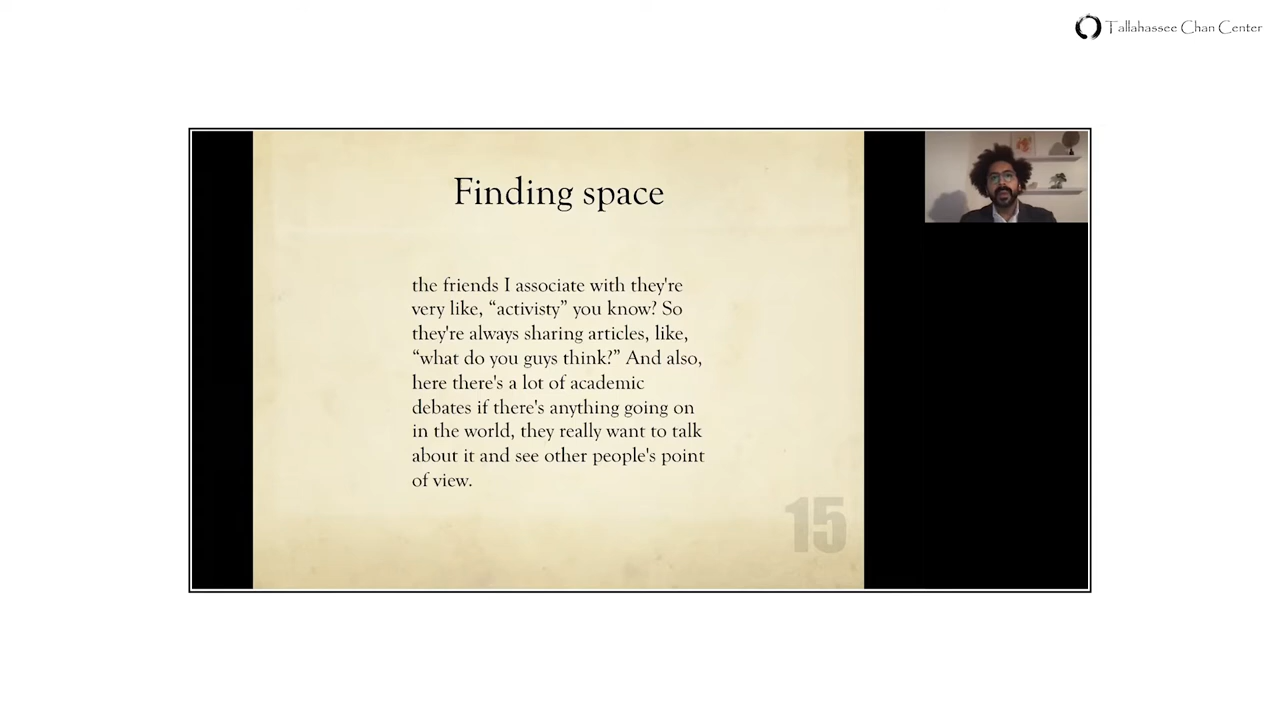 Tallahassee Chan Center
Finding space
the friends I associate with they're
very like, “activisty” you know? So
they're always sharing articles, like,
“what do you guys think?” And also,
here there's a lot of academic
debates if there's anything going on
in the world, they really want to talk
about it and see other people's point
of view.
15